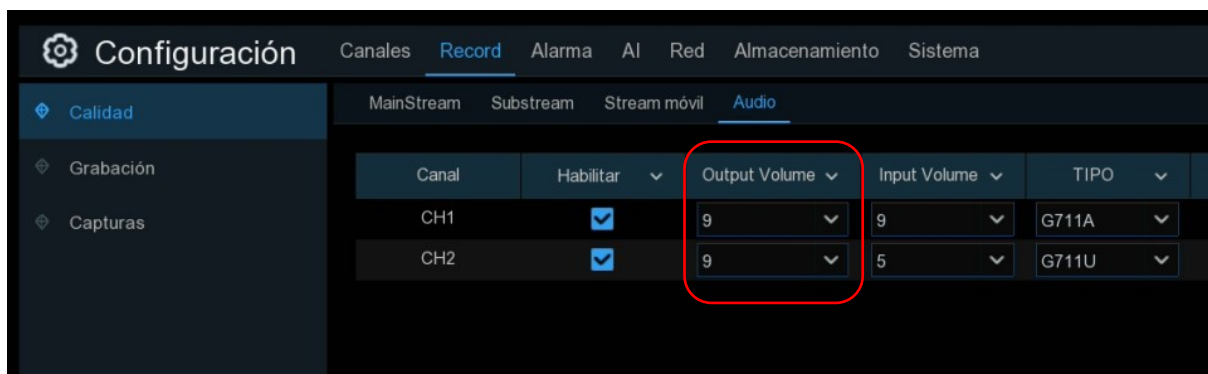 Configuración
Canales Record Alarma AI Red Almacenamiento Sistema
Calidad
Grabación
Capturas
MainStream Substream Stream móvil Audio
Canal Habilitar Output Volume Input Volume TIPO
CH1 9 9 G711A
CH2 9 5 G711U